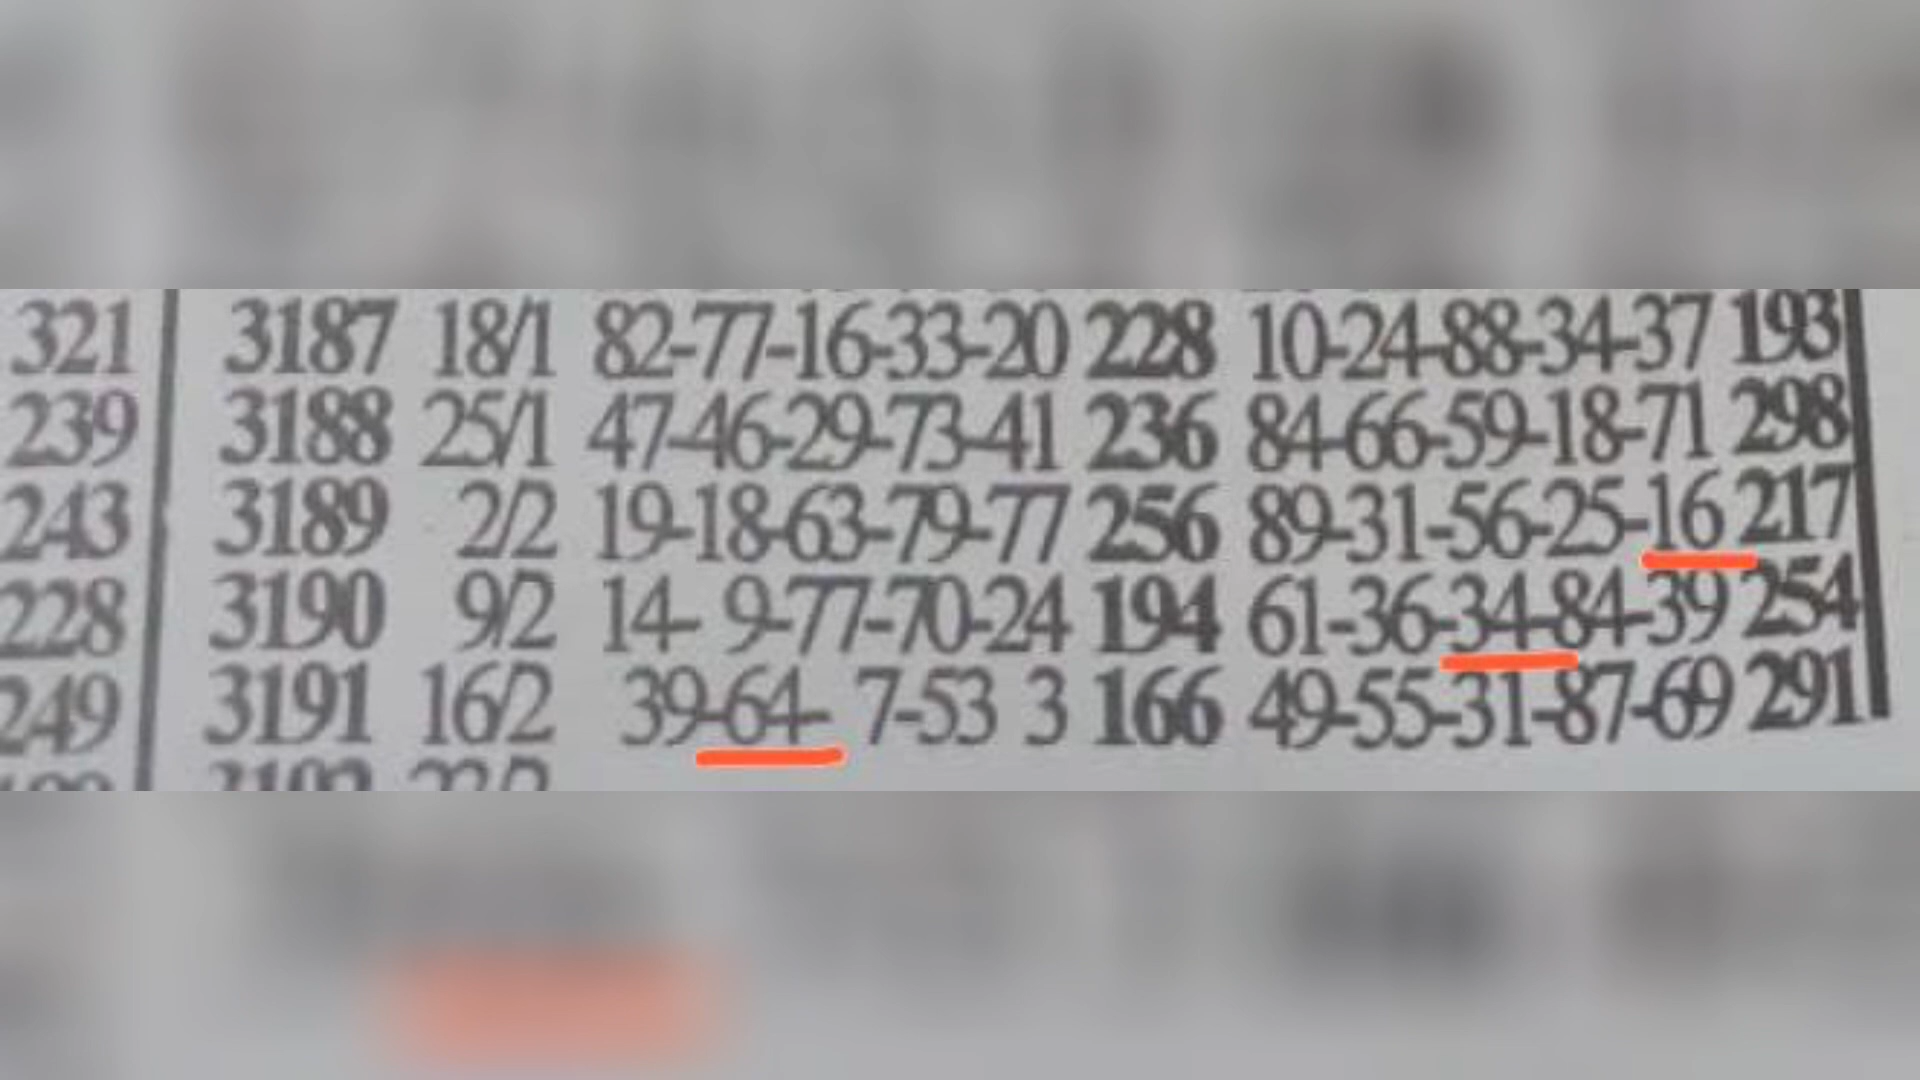 321 3187 18/1 82-77-16-33-20 228 10-24-88-34-37 193
239 3188 25/1 47-46-29-73-41 236 84-66-59-18-71 298
243 3189 2/2 19-18-63-79-77 256 89-31-56-25-16 217
228 3190 9/2 14- 9-77-70-24 194 61-36-34-84-39 254
249 3191 16/2 39-64- 7-53 3 166 49-55-31-87-69 291